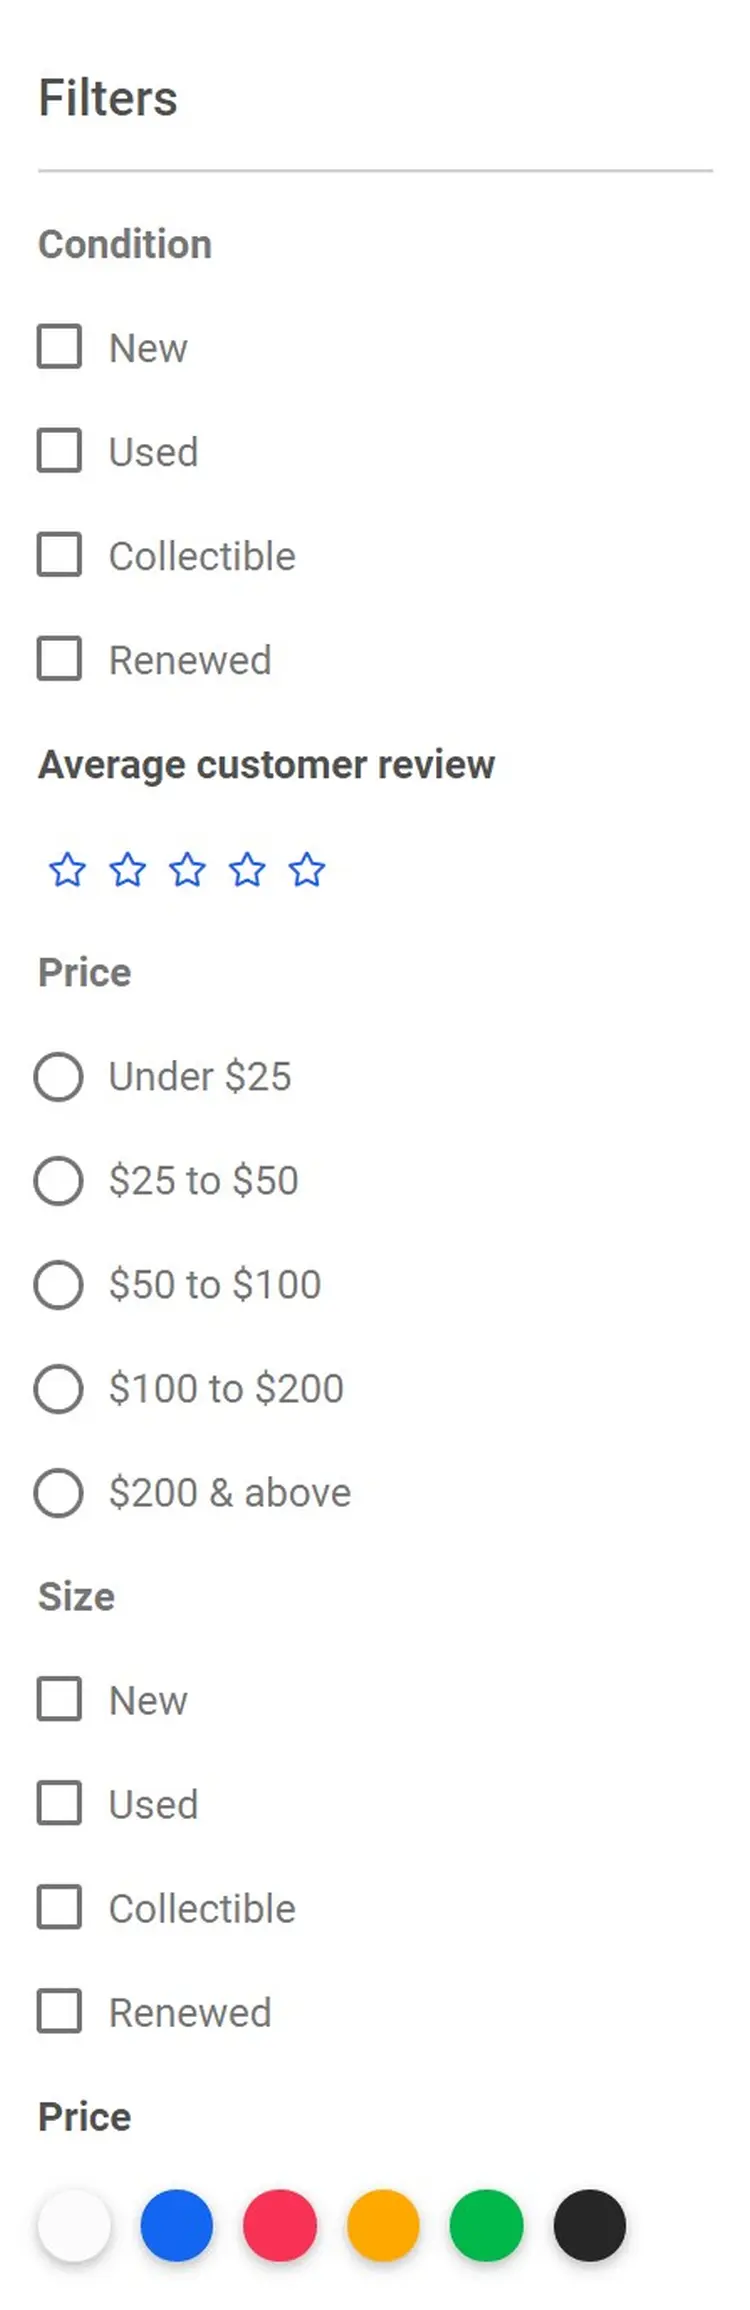 Filters
Condition
New
Used
Collectible
Renewed
Average customer review
Price
Under $25
$25 to $50
$50 to $100
$100 to $200
$200 & above
Size
New
Used
Collectible
Renewed
Price